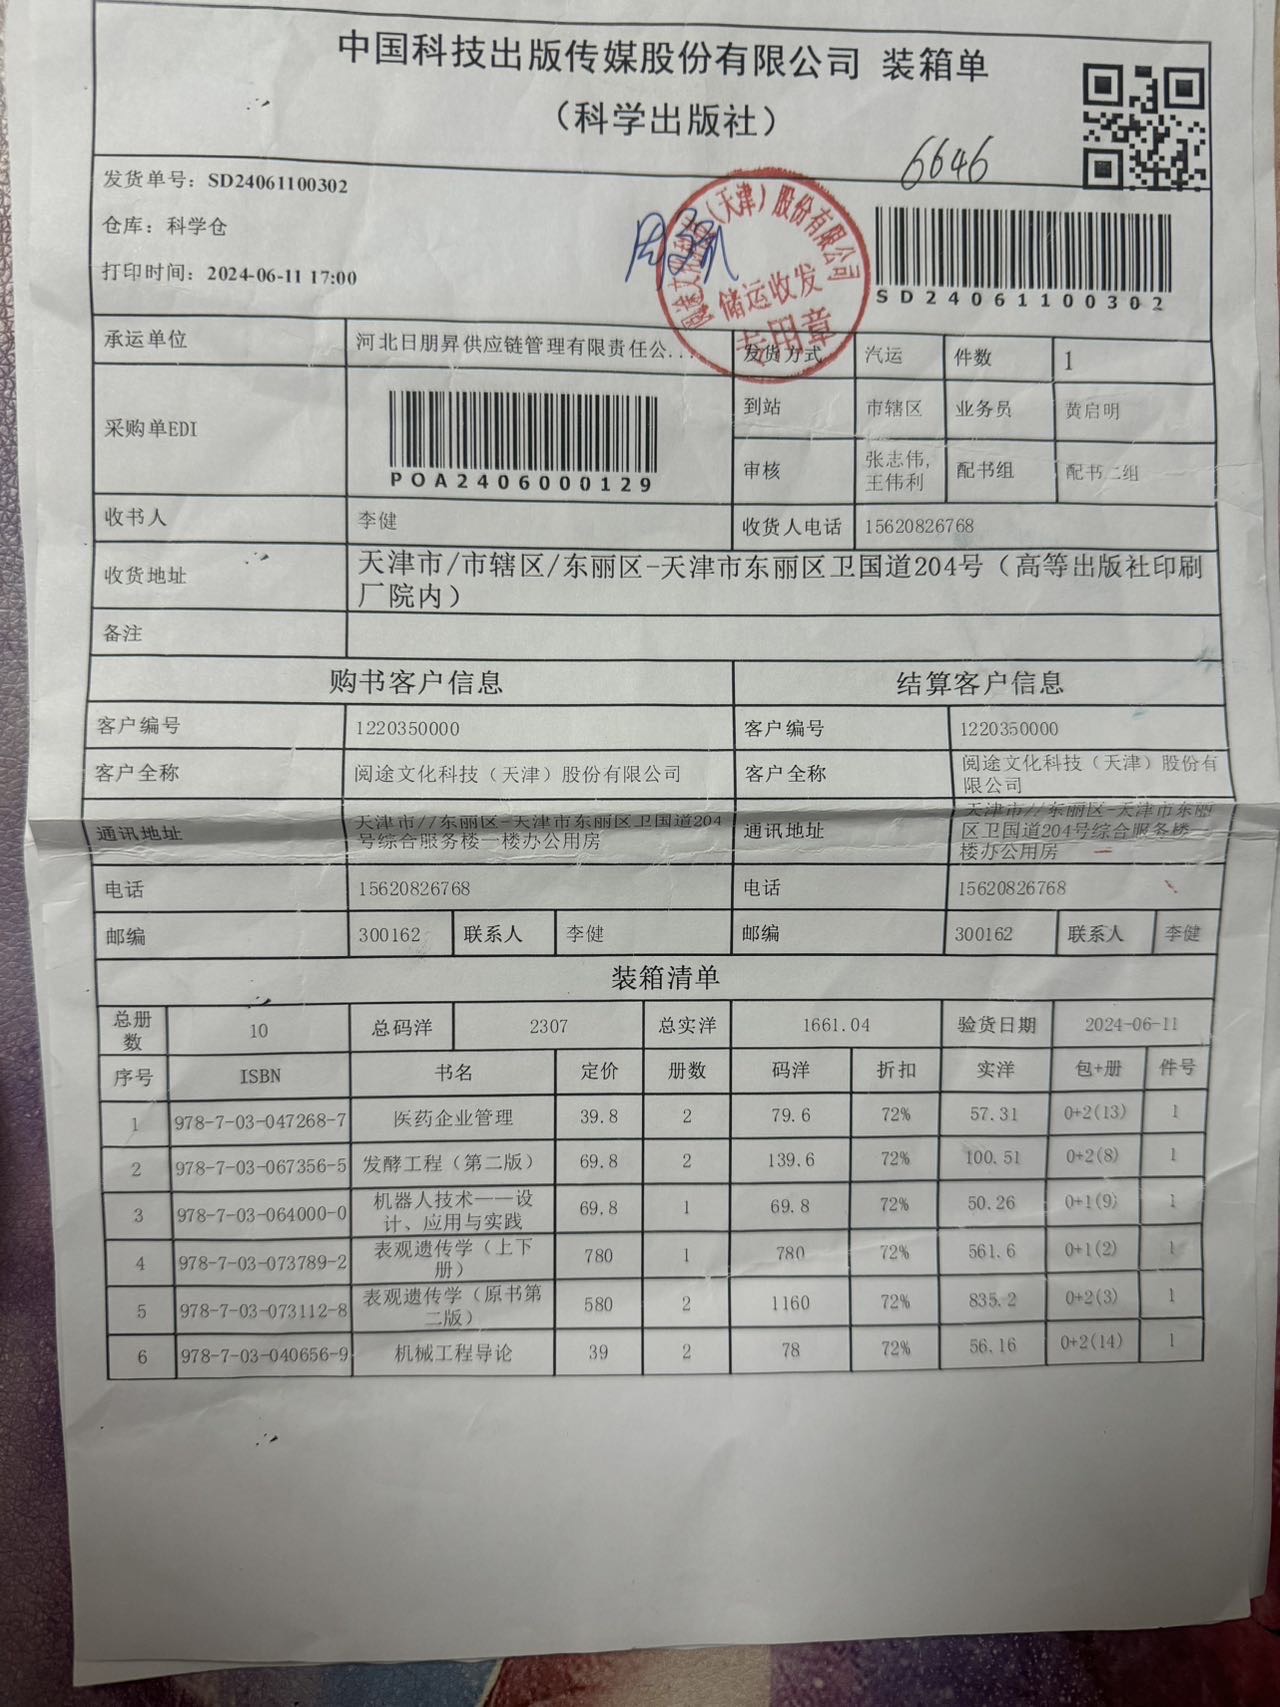 中国科技出版传媒股份有限公司 装箱单
（科学出版社）
6646
发货单号：SD24061100302
仓库：科学仓
打印时间：2024-06-11 17:00
（天津）股份有限公司
储运收发
专用章
SD24061100302
承运单位 河北日朋昇供应链管理有限责任公... 发货方式 汽运 件数 1
采购单EDI POA2406000129
到站 市辖区 业务员 黄启明
审核 张志伟,王伟利 配书组 配书二组
收书人 李健 收货人电话 15620826768
收货地址 天津市/市辖区/东丽区-天津市东丽区卫国道204号（高等出版社印刷
厂院内）
备注
购书客户信息 结算客户信息
客户编号 1220350000 客户编号 1220350000
客户全称 阅途文化科技（天津）股份有限公司 客户全称 阅途文化科技（天津）股份有限公司
通讯地址 天津市//东丽区-天津市东丽区卫国道204号综合服务楼一楼办公用房 通讯地址 天津市//东丽区-天津市东丽区卫国道204号综合服务楼一楼办公用房
电话 15620826768 电话 15620826768
邮编 300162 联系人 李健 邮编 300162 联系人 李健
装箱清单
总册数 10 总码洋 2307 总实洋 1661.04 验货日期 2024-06-11
序号 ISBN 书名 定价 册数 码洋 折扣 实洋 包+册 件号
1 978-7-03-047268-7 医药企业管理 39.8 2 79.6 72% 57.31 0+2(13) 1
2 978-7-03-067356-5 发酵工程（第二版） 69.8 2 139.6 72% 100.51 0+2(8) 1
3 978-7-03-064000-0 机器人技术——设计、应用与实践 69.8 1 69.8 72% 50.26 0+1(9) 1
4 978-7-03-073789-2 表观遗传学（上下册） 780 1 780 72% 561.6 0+1(2) 1
5 978-7-03-073112-8 表观遗传学（原书第二版） 580 2 1160 72% 835.2 0+2(3) 1
6 978-7-03-040656-9 机械工程导论 39 2 78 72% 56.16 0+2(14) 1